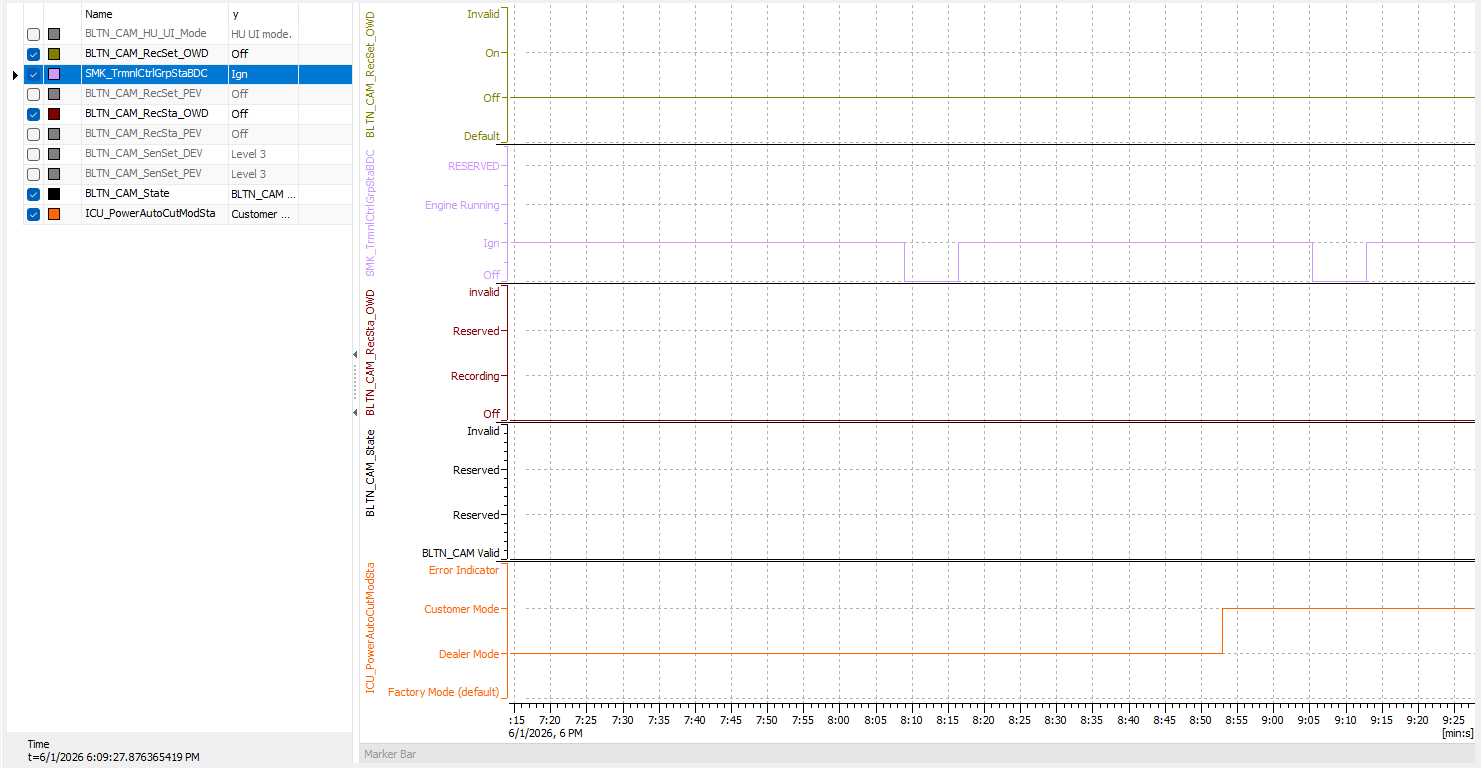 Name y
BLTN_CAM_HU_UI_Mode HU UI mode.
BLTN_CAM_RecSet_OWD Off
SMK_TrmnlCtrlGrpStaBDC Ign
BLTN_CAM_RecSet_PEV Off
BLTN_CAM_RecSta_OWD Off
BLTN_CAM_RecSta_PEV Off
BLTN_CAM_SenSet_DEV Level 3
BLTN_CAM_SenSet_PEV Level 3
BLTN_CAM_State BLTN_CAM ...
ICU_PowerAutoCutModSta Customer ...
Time
t=6/1/2026 6:09:27.876365419 PM
BLTN_CAM_RecSet_OWD
Invalid
On
Off
Default
SMK_TrmnlCtrlGrpStaBDC
RESERVED
Engine Running
Ign
Off
BLTN_CAM_RecSta_OWD
invalid
Reserved
Recording
Off
BLTN_CAM_State
Invalid
Reserved
Reserved
BLTN_CAM Valid
ICU_PowerAutoCutModSta
Error Indicator
Customer Mode
Dealer Mode
Factory Mode (default)
:15 7:20 7:25 7:30 7:35 7:40 7:45 7:50 7:55 8:00 8:05 8:10 8:15 8:20 8:25 8:30 8:35 8:40 8:45 8:50 8:55 9:00 9:05 9:10 9:15 9:20 9:25
6/1/2026, 6 PM [min:s]
Marker Bar